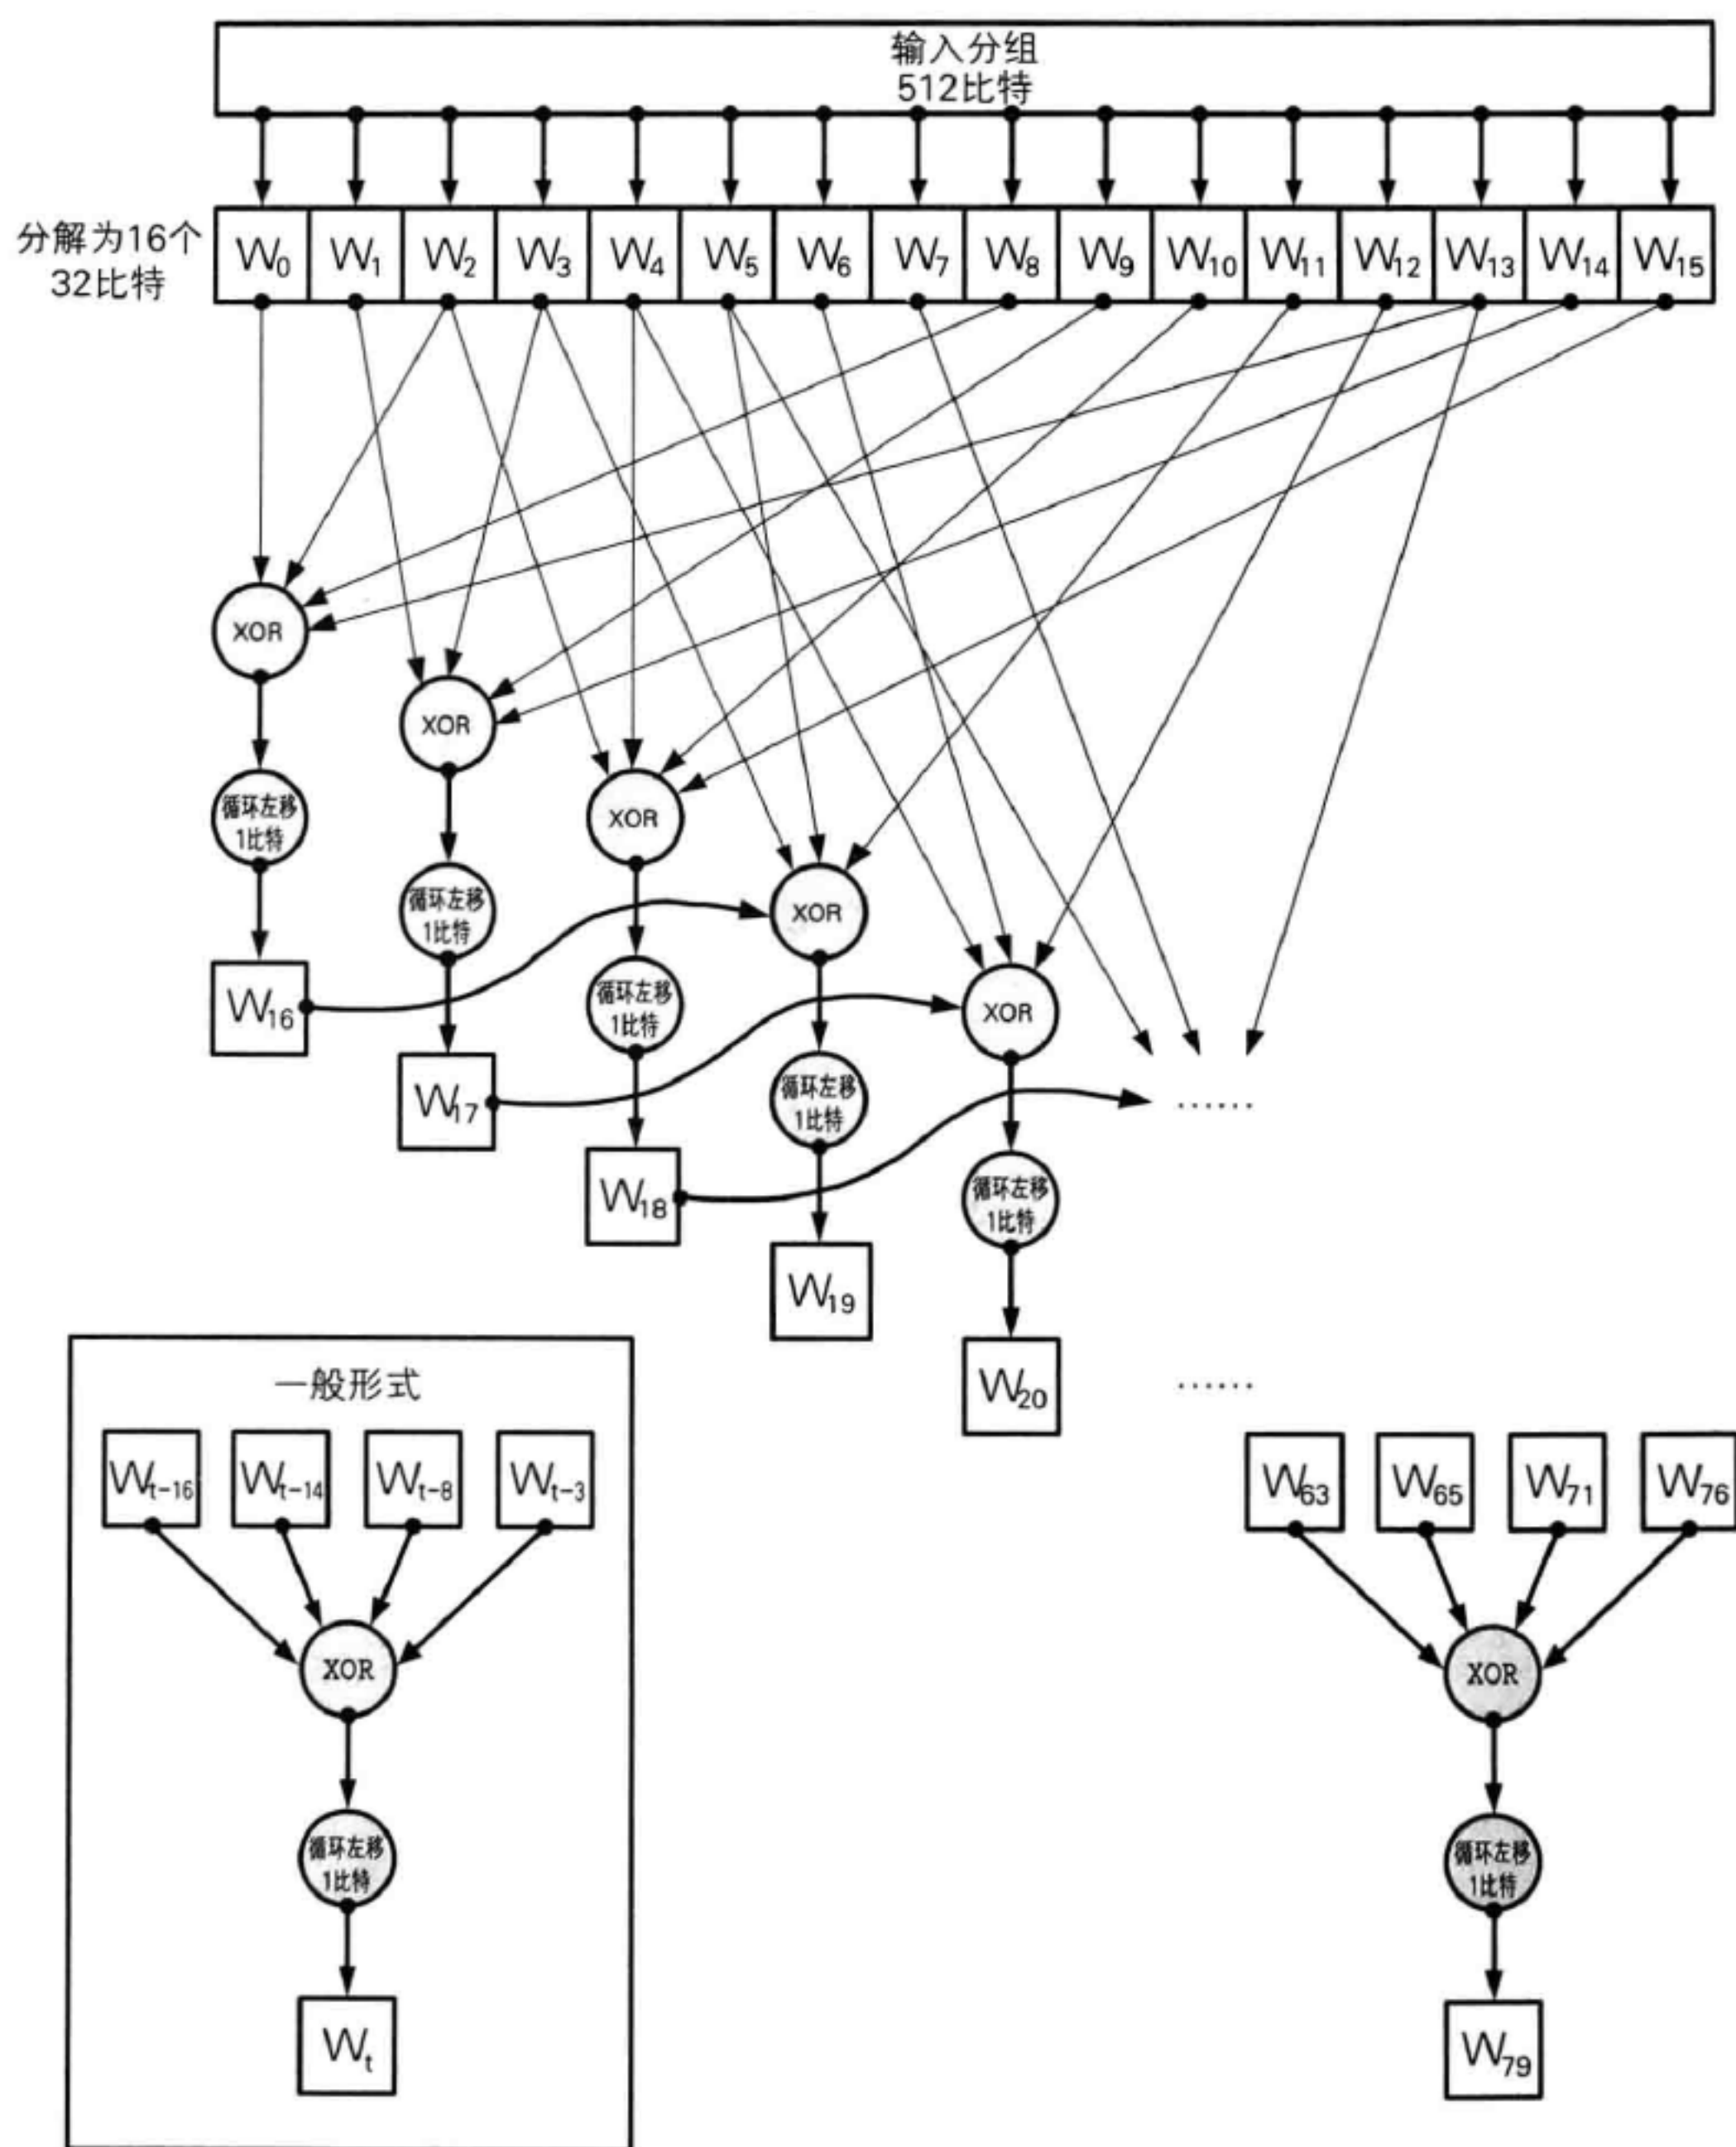 输入分组
512比特
分解为16个
32比特
W0 W1 W2 W3 W4 W5 W6 W7 W8 W9 W10 W11 W12 W13 W14 W15
XOR
XOR
XOR
循环左移
1比特
XOR
循环左移
1比特
XOR
循环左移
1比特
W16
循环左移
1比特
W17
......
循环左移
1比特
W18
W19
W20
......
一般形式
Wt-16 Wt-14 Wt-8 Wt-3
XOR
循环左移
1比特
Wt
W63 W65 W71 W76
XOR
循环左移
1比特
W79